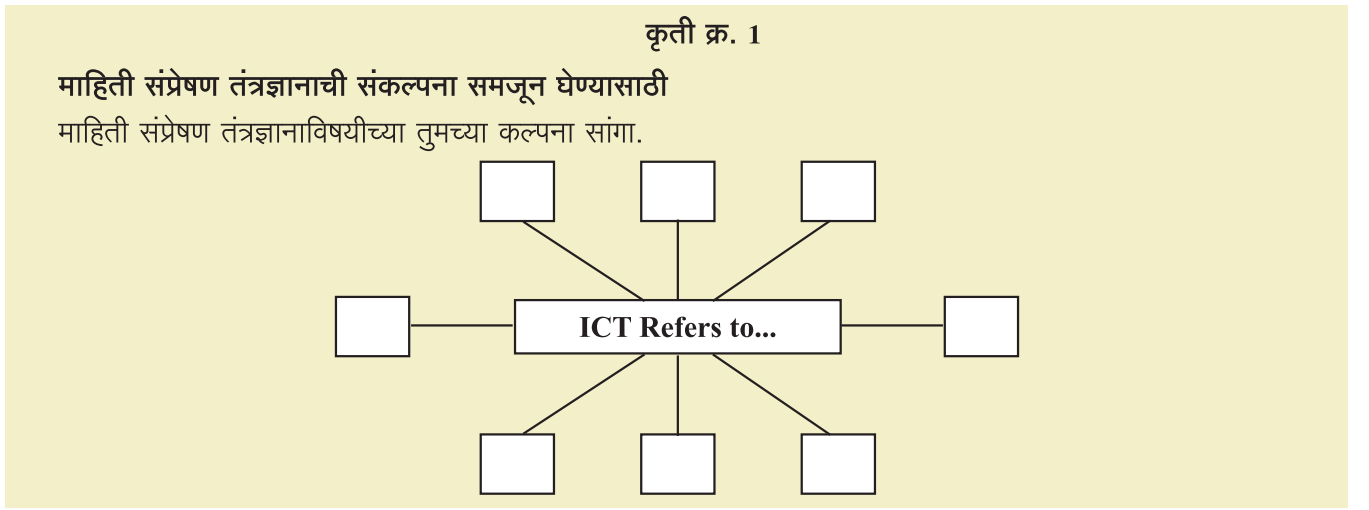 कृती क्र. 1
माहिती संप्रेषण तंत्रज्ञानाची संकल्पना समजून घेण्यासाठी
माहिती संप्रेषण तंत्रज्ञानाविषयीच्या तुमच्या कल्पना सांगा.
ICT Refers to...